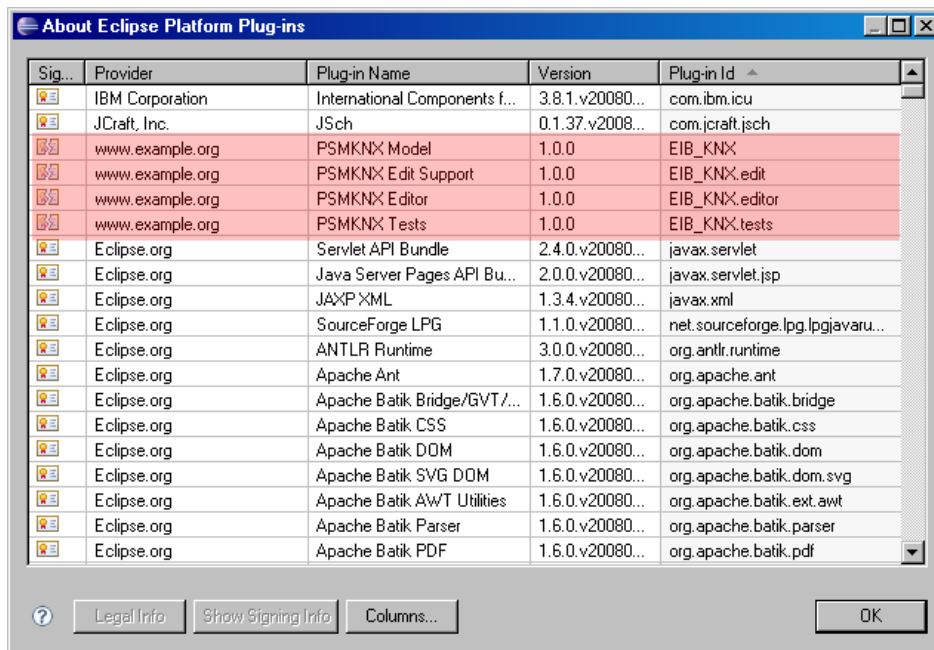 About Eclipse Platform Plug-ins
Sig... Provider Plug-in Name Version Plug-in Id
IBM Corporation International Components f... 3.8.1.v20080... com.ibm.icu
JCraft, Inc. JSch 0.1.37.v2008... com.jcraft.jsch
www.example.org PSMKNX Model 1.0.0 EIB_KNX
www.example.org PSMKNX Edit Support 1.0.0 EIB_KNX.edit
www.example.org PSMKNX Editor 1.0.0 EIB_KNX.editor
www.example.org PSMKNX Tests 1.0.0 EIB_KNX.tests
Eclipse.org Servlet API Bundle 2.4.0.v20080... javax.servlet
Eclipse.org Java Server Pages API Bu... 2.0.0.v20080... javax.servlet.jsp
Eclipse.org JAXP XML 1.3.4.v20080... javax.xml
Eclipse.org SourceForge LPG 1.1.0.v20080... net.sourceforge.lpg.lpgjavaru...
Eclipse.org ANTLR Runtime 3.0.0.v20080... org.antlr.runtime
Eclipse.org Apache Ant 1.7.0.v20080... org.apache.ant
Eclipse.org Apache Batik Bridge/GVT/... 1.6.0.v20080... org.apache.batik.bridge
Eclipse.org Apache Batik CSS 1.6.0.v20080... org.apache.batik.css
Eclipse.org Apache Batik DOM 1.6.0.v20080... org.apache.batik.dom
Eclipse.org Apache Batik SVG DOM 1.6.0.v20080... org.apache.batik.dom.svg
Eclipse.org Apache Batik AWT Utilities 1.6.0.v20080... org.apache.batik.ext.awt
Eclipse.org Apache Batik Parser 1.6.0.v20080... org.apache.batik.parser
Eclipse.org Apache Batik PDF 1.6.0.v20080... org.apache.batik.pdf
? Legal Info Show Signing Info Columns... OK